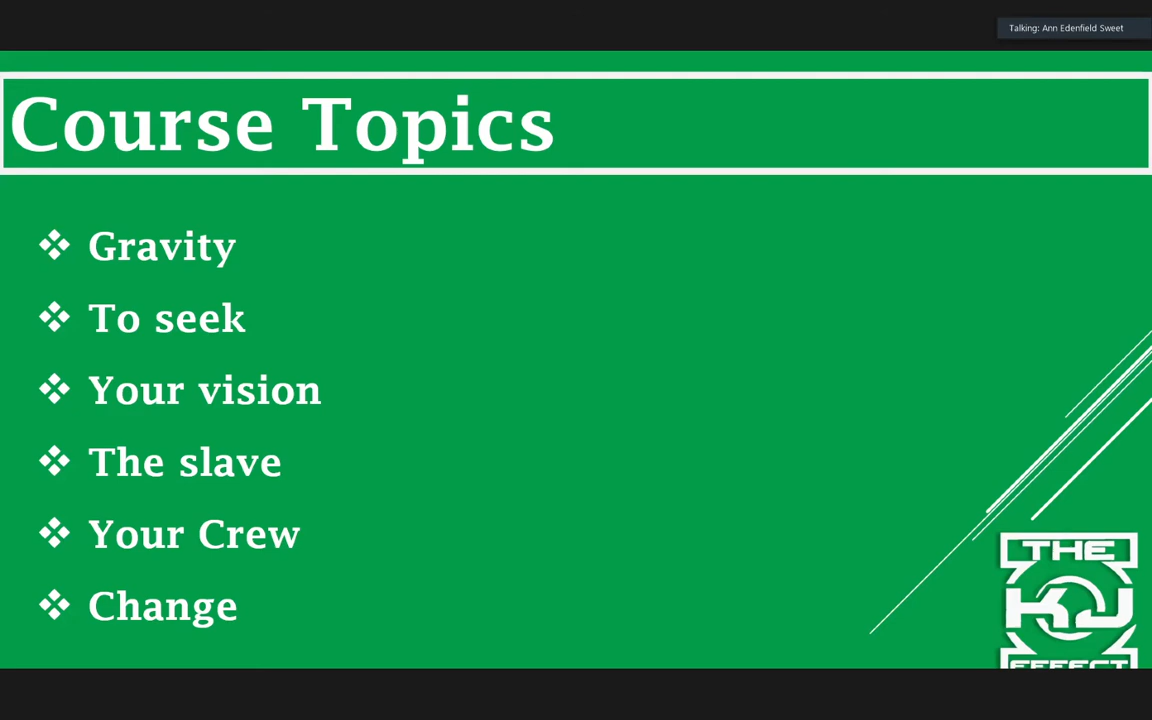 Talking: Ann Edenfield Sweet
Course Topics
❖ Gravity
❖ To seek
❖ Your vision
❖ The slave
❖ Your Crew
❖ Change
THE
KJ
EFFECT